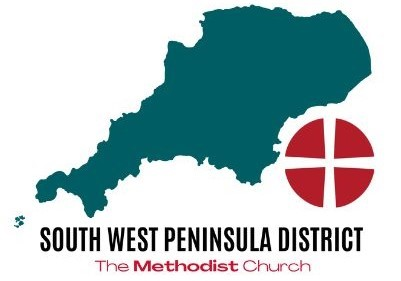 SOUTH WEST PENINSULA DISTRICT
The Methodist Church